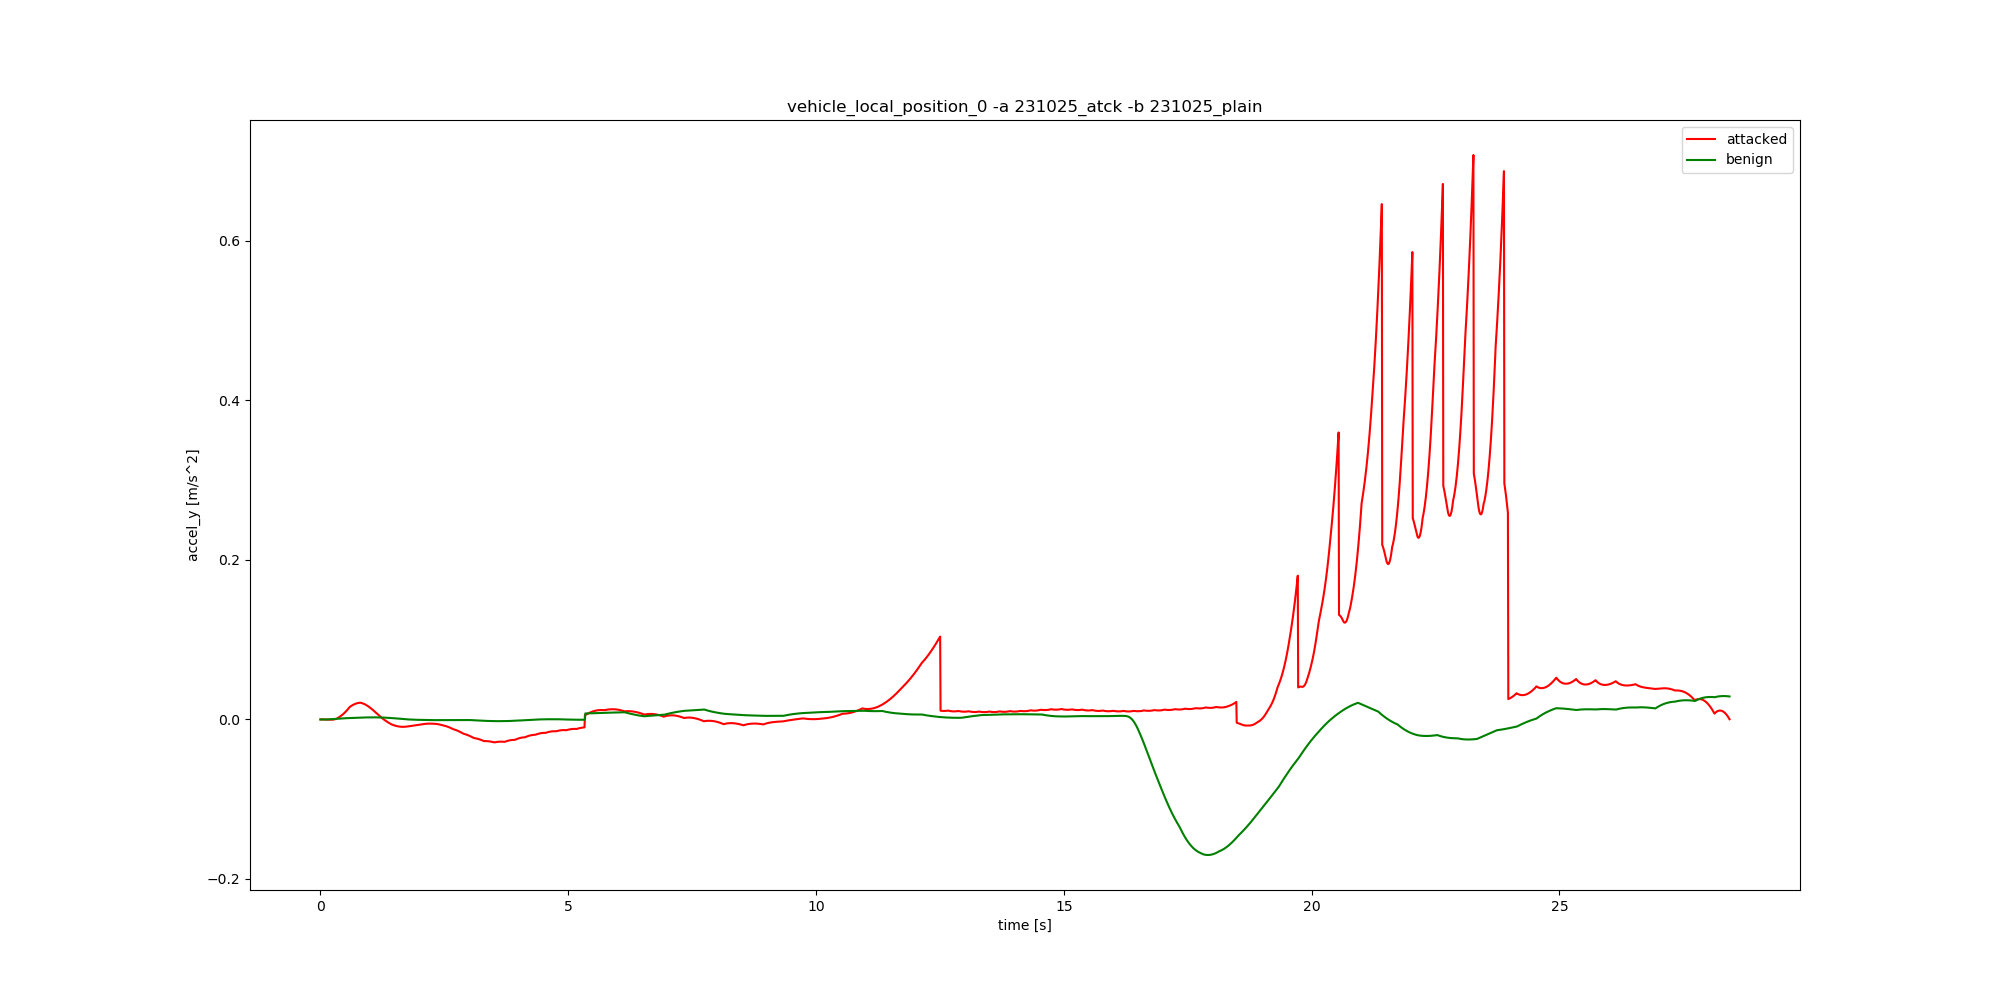 vehicle_local_position_0 -a 231025_atck -b 231025_plain
attacked
benign
accel_y [m/s^2]
0.6
0.4
0.2
0.0
−0.2
0
5
10
15
20
25
time [s]